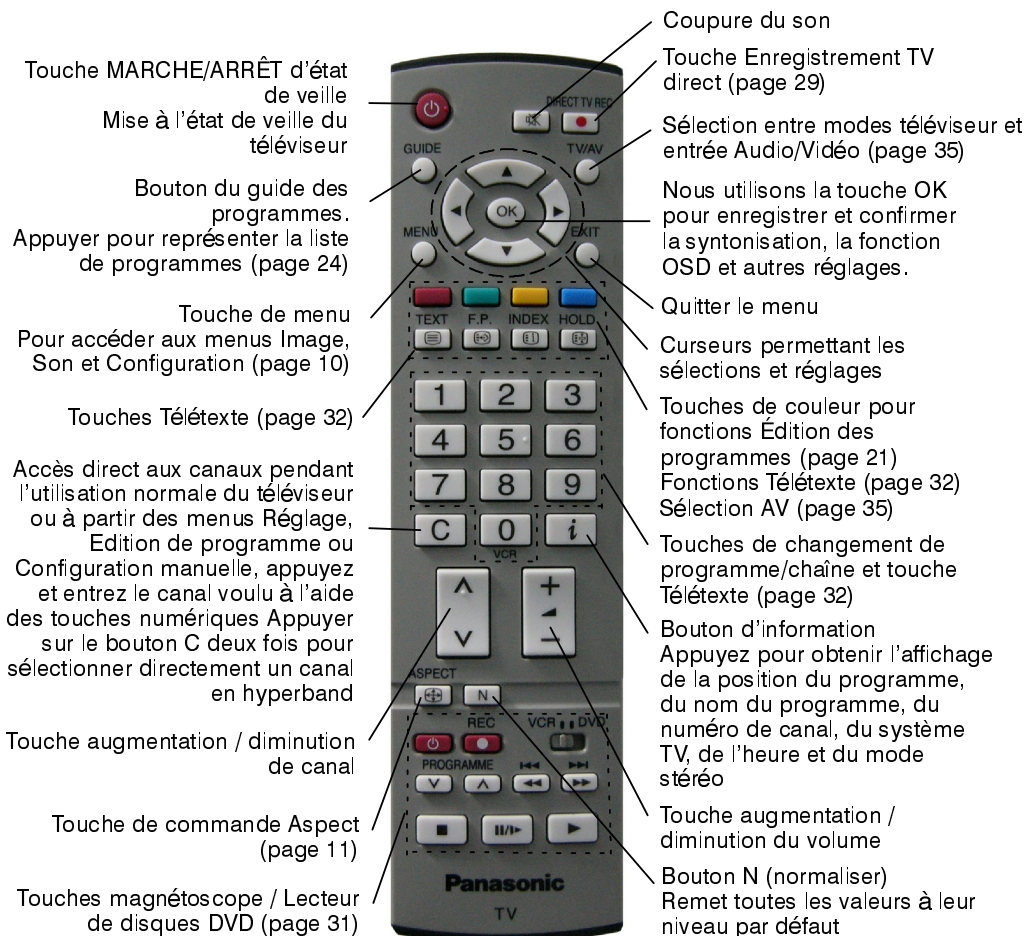 Coupure du son
Touche Enregistrement TV
direct (page 29)
Sélection entre modes téléviseur et
entrée Audio/Vidéo (page 35)
Nous utilisons la touche OK
pour enregistrer et confirmer
la syntonisation, la fonction
OSD et autres réglages.
Quitter le menu
Curseurs permettant les
sélections et réglages
Touches de couleur pour
fonctions Édition des
programmes (page 21)
Fonctions Télétexte (page 32)
Sélection AV (page 35)
Touches de changement de
programme/chaîne et touche
Télétexte (page 32)
Bouton d'information
Appuyez pour obtenir l'affichage
de la position du programme,
du nom du programme, du
numéro de canal, du système
TV, de l'heure et du mode
stéréo
Touche augmentation /
diminution du volume
Bouton N (normaliser)
Remet toutes les valeurs à leur
niveau par défaut
Touche MARCHE/ARRÊT d'état
de veille
Mise à l'état de veille du
téléviseur
Bouton du guide des
programmes.
Appuyer pour représenter la liste
de programmes (page 24)
Touche de menu
Pour accéder aux menus Image,
Son et Configuration (page 10)
Touches Télétexte (page 32)
Accès direct aux canaux pendant
l'utilisation normale du téléviseur
ou à partir des menus Réglage,
Edition de programme ou
Configuration manuelle, appuyez
et entrez le canal voulu à l'aide
des touches numériques Appuyer
sur le bouton C deux fois pour
sélectionner directement un canal
en hyperband
Touche augmentation / diminution
de canal
Touche de commande Aspect
(page 11)
Touches magnétoscope / Lecteur
de disques DVD (page 31)
DIRECT TV REC
GUIDE TV/AV
OK
MENU EXIT
TEXT F.P. INDEX HOLD
1 2 3
4 5 6
7 8 9
C 0 i
VCR
+
−
ASPECT
N
REC VCR DVD
PROGRAMME
Panasonic
TV